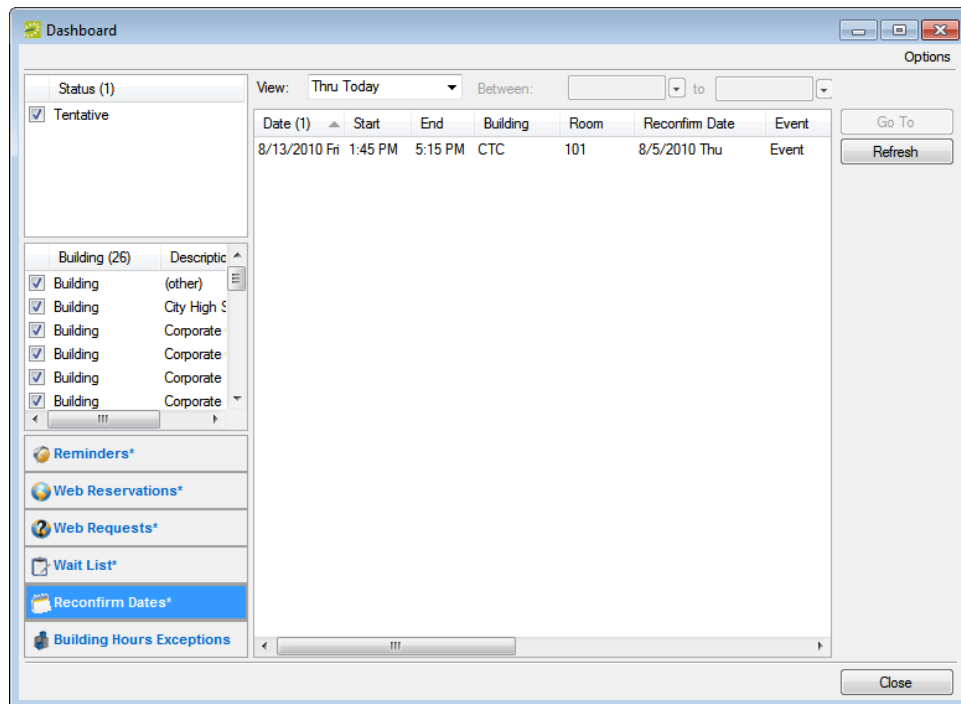 Dashboard
Options
Status (1)
Tentative
View: Thru Today Between: to
Date (1) Start End Building Room Reconfirm Date Event
8/13/2010 Fri 1:45 PM 5:15 PM CTC 101 8/5/2010 Thu Event
Go To
Refresh
Building (26) Descriptic
Building (other)
Building City High S
Building Corporate
Building Corporate
Building Corporate
Building Corporate
Reminders*
Web Reservations*
Web Requests*
Wait List*
Reconfirm Dates*
Building Hours Exceptions
Close